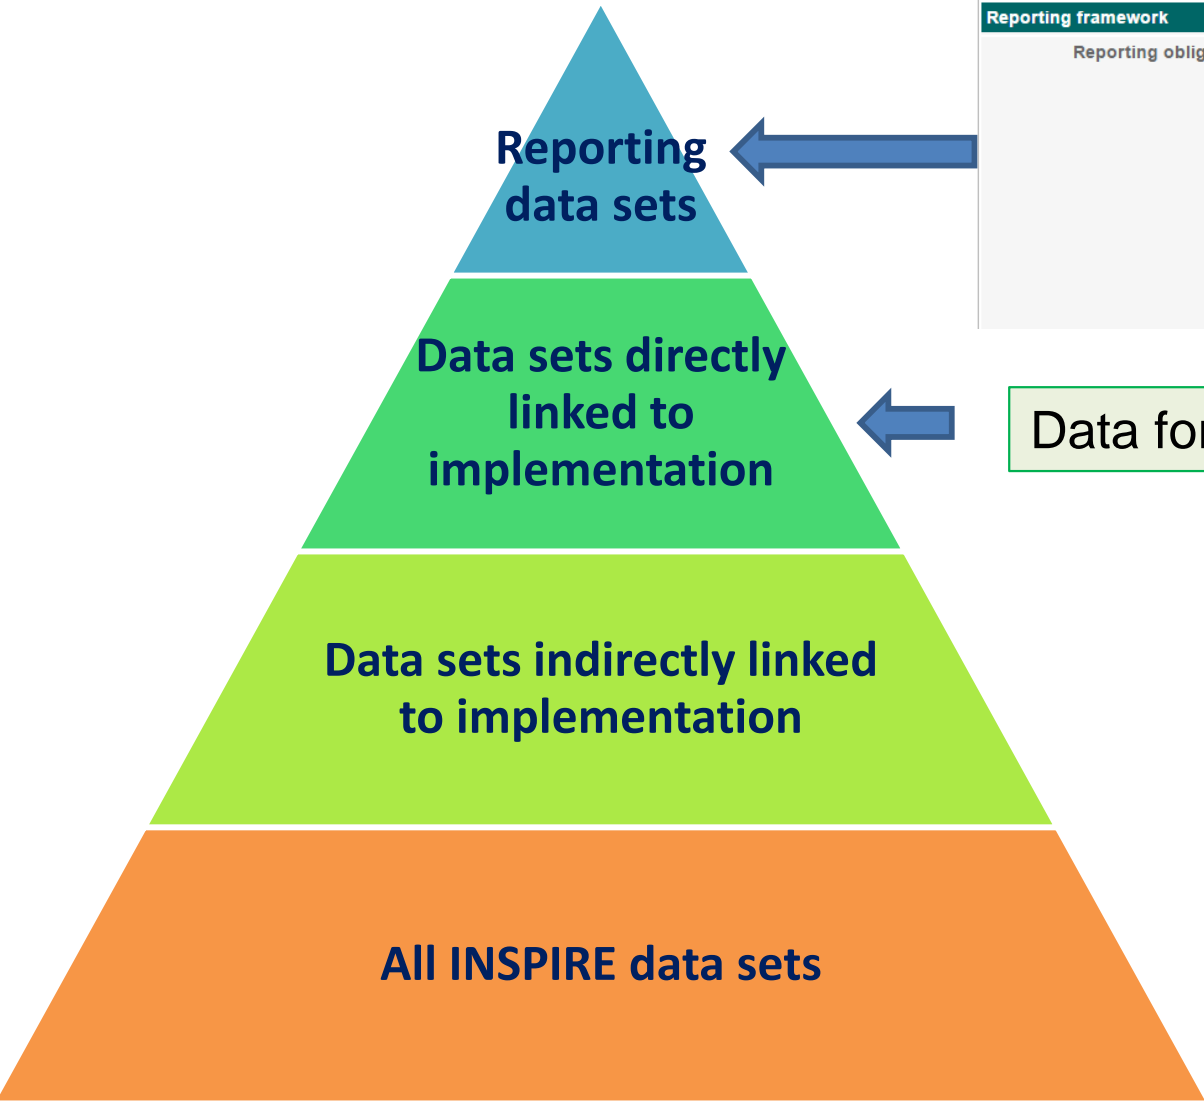 Reporting framework
Reporting oblig
Reporting
data sets
Data sets directly
linked to
implementation
Data for
Data sets indirectly linked
to implementation
All INSPIRE data sets